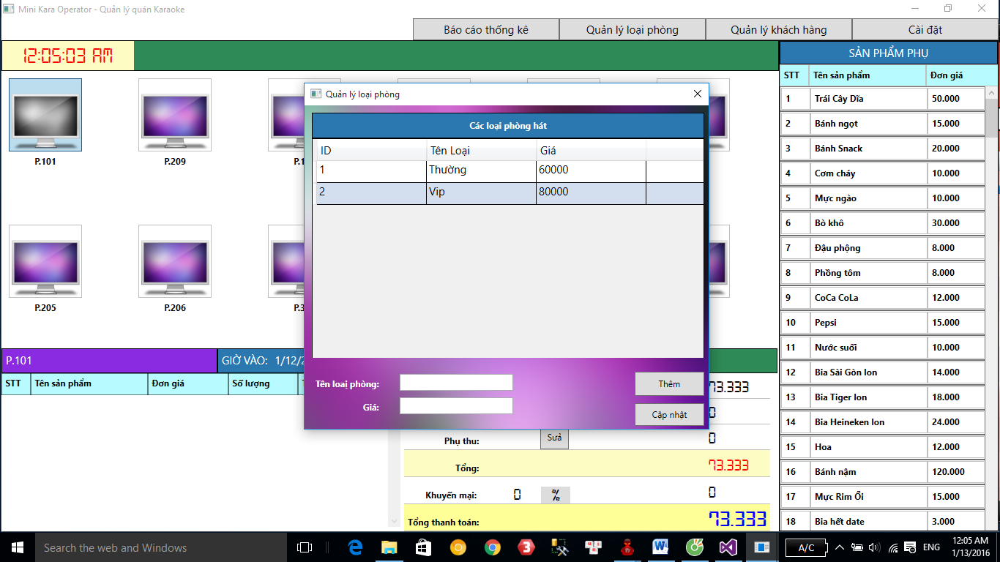 Mini Kara Operator - Quản lý quán Karaoke
Báo cáo thống kê
Quản lý loại phòng
Quản lý khách hàng
Cài đặt
12:05:03 AM
P.101
P.209
P.205
P.206
Quản lý loại phòng
Các loại phòng hát
ID Tên Loại Giá
1 Thường 60000
2 Vip 80000
Tên loaị phòng:
Giá:
Thêm
Cập nhật
P.101
GIỜ VÀO: 1/12/2
STT Tên sản phẩm Đơn giá Số lượng
73.333
0
Phụ thu: Sưả 0
Tổng: 73.333
Khuyến mại: 0 % 0
Tổng thanh toán: 73.333
SẢN PHẨM PHỤ
STT Tên sản phẩm Đơn giá
1 Trái Cây Dĩa 50.000
2 Bánh ngọt 15.000
3 Bánh Snack 20.000
4 Cơm cháy 10.000
5 Mực ngào 10.000
6 Bò khô 30.000
7 Đậu phộng 8.000
8 Phồng tôm 8.000
9 CoCa CoLa 12.000
10 Pepsi 15.000
11 Nước suối 10.000
12 Bia Sài Gòn lon 14.000
13 Bia Tiger lon 18.000
14 Bia Heineken lon 24.000
15 Hoa 12.000
16 Bánh nậm 120.000
17 Mực Rim Ổi 15.000
18 Bia hết date 3.000
Search the web and Windows
A/C
ENG
12:05 AM
1/13/2016